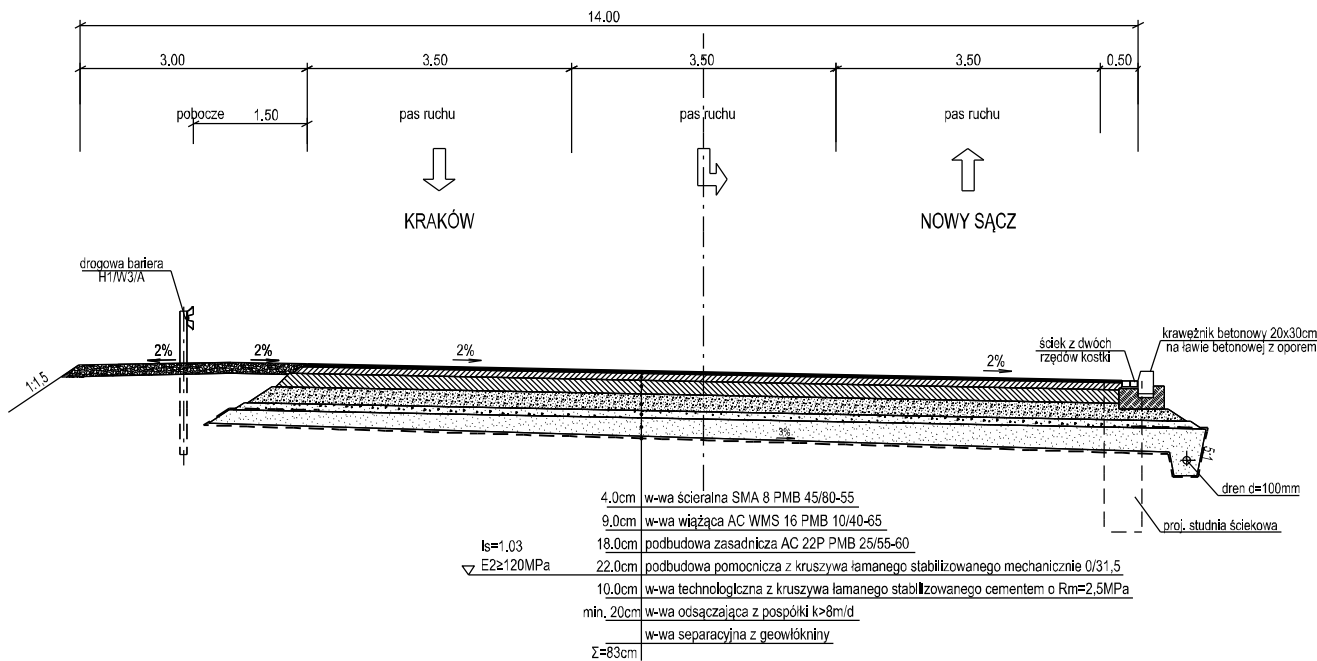 14.00
3.00 3.50 3.50 3.50 0.50
pobocze 1.50 pas ruchu pas ruchu pas ruchu
KRAKÓW NOWY SĄCZ
drogowa bariera
H1/W3/A
krawężnik betonowy 20x30cm
na ławie betonowej z oporem
ściek z dwóch
rzędów kostki
2% 2% 2% 2%
1:1.5
3%
5:1
dren d=100mm
proj. studnia ściekowa
4.0cm w-wa ścieralna SMA 8 PMB 45/80-55
9.0cm w-wa wiążąca AC WMS 16 PMB 10/40-65
18.0cm podbudowa zasadnicza AC 22P PMB 25/55-60
Is=1.03
E2≥120MPa
22.0cm podbudowa pomocnicza z kruszywa łamanego stabilizowanego mechanicznie 0/31,5
10.0cm w-wa technologiczna z kruszywa łamanego stabilizowanego cementem o Rm=2,5MPa
min. 20cm w-wa odsączająca z pospółki k>8m/d
w-wa separacyjna z geowłókniny
Σ=83cm